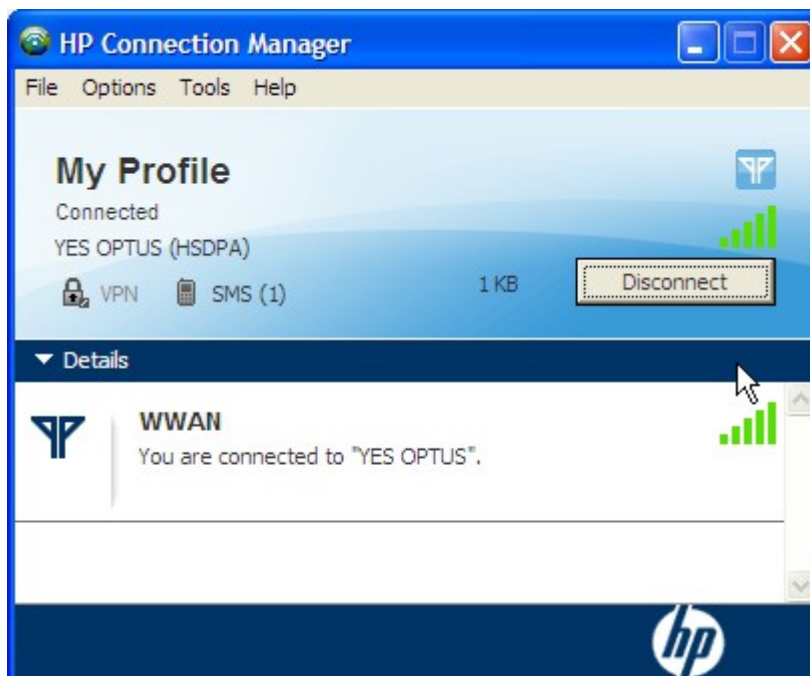 HP Connection Manager
File Options Tools Help
My Profile
Connected
YES OPTUS (HSDPA)
VPN SMS (1) 1 KB Disconnect
Details
WWAN
You are connected to "YES OPTUS".
hp